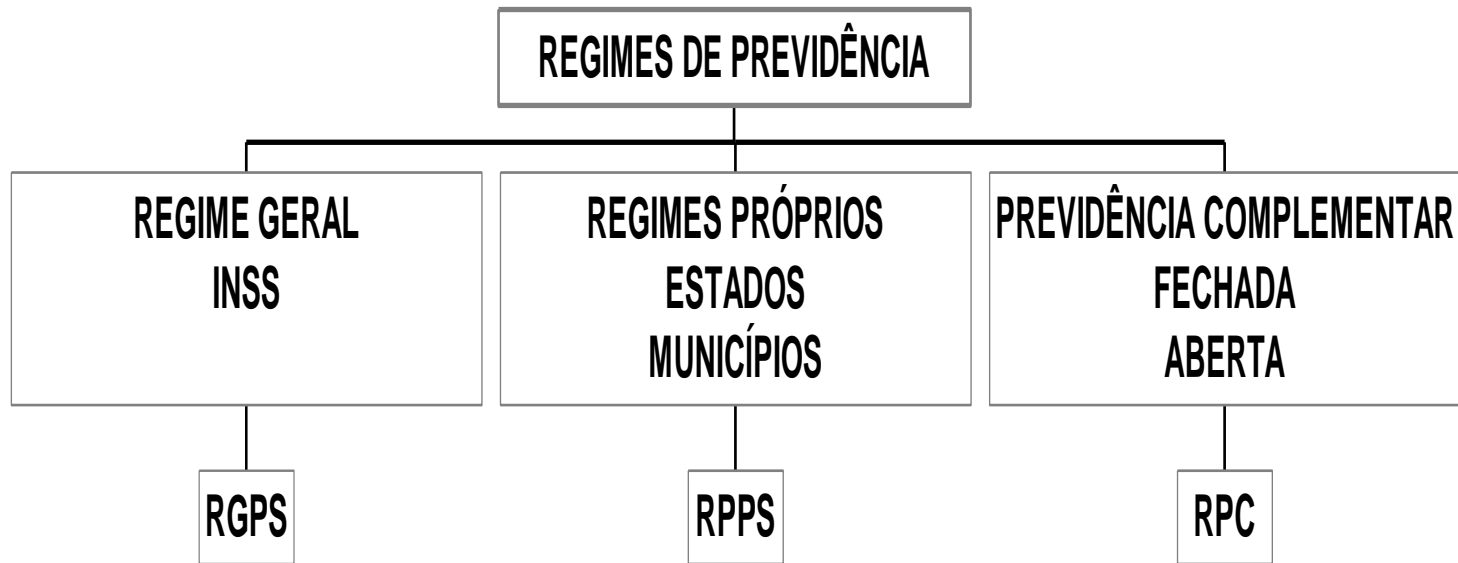 REGIMES DE PREVIDÊNCIA
REGIME GERAL
INSS
REGIMES PRÓPRIOS
ESTADOS
MUNICÍPIOS
PREVIDÊNCIA COMPLEMENTAR
FECHADA
ABERTA
RGPS
RPPS
RPC